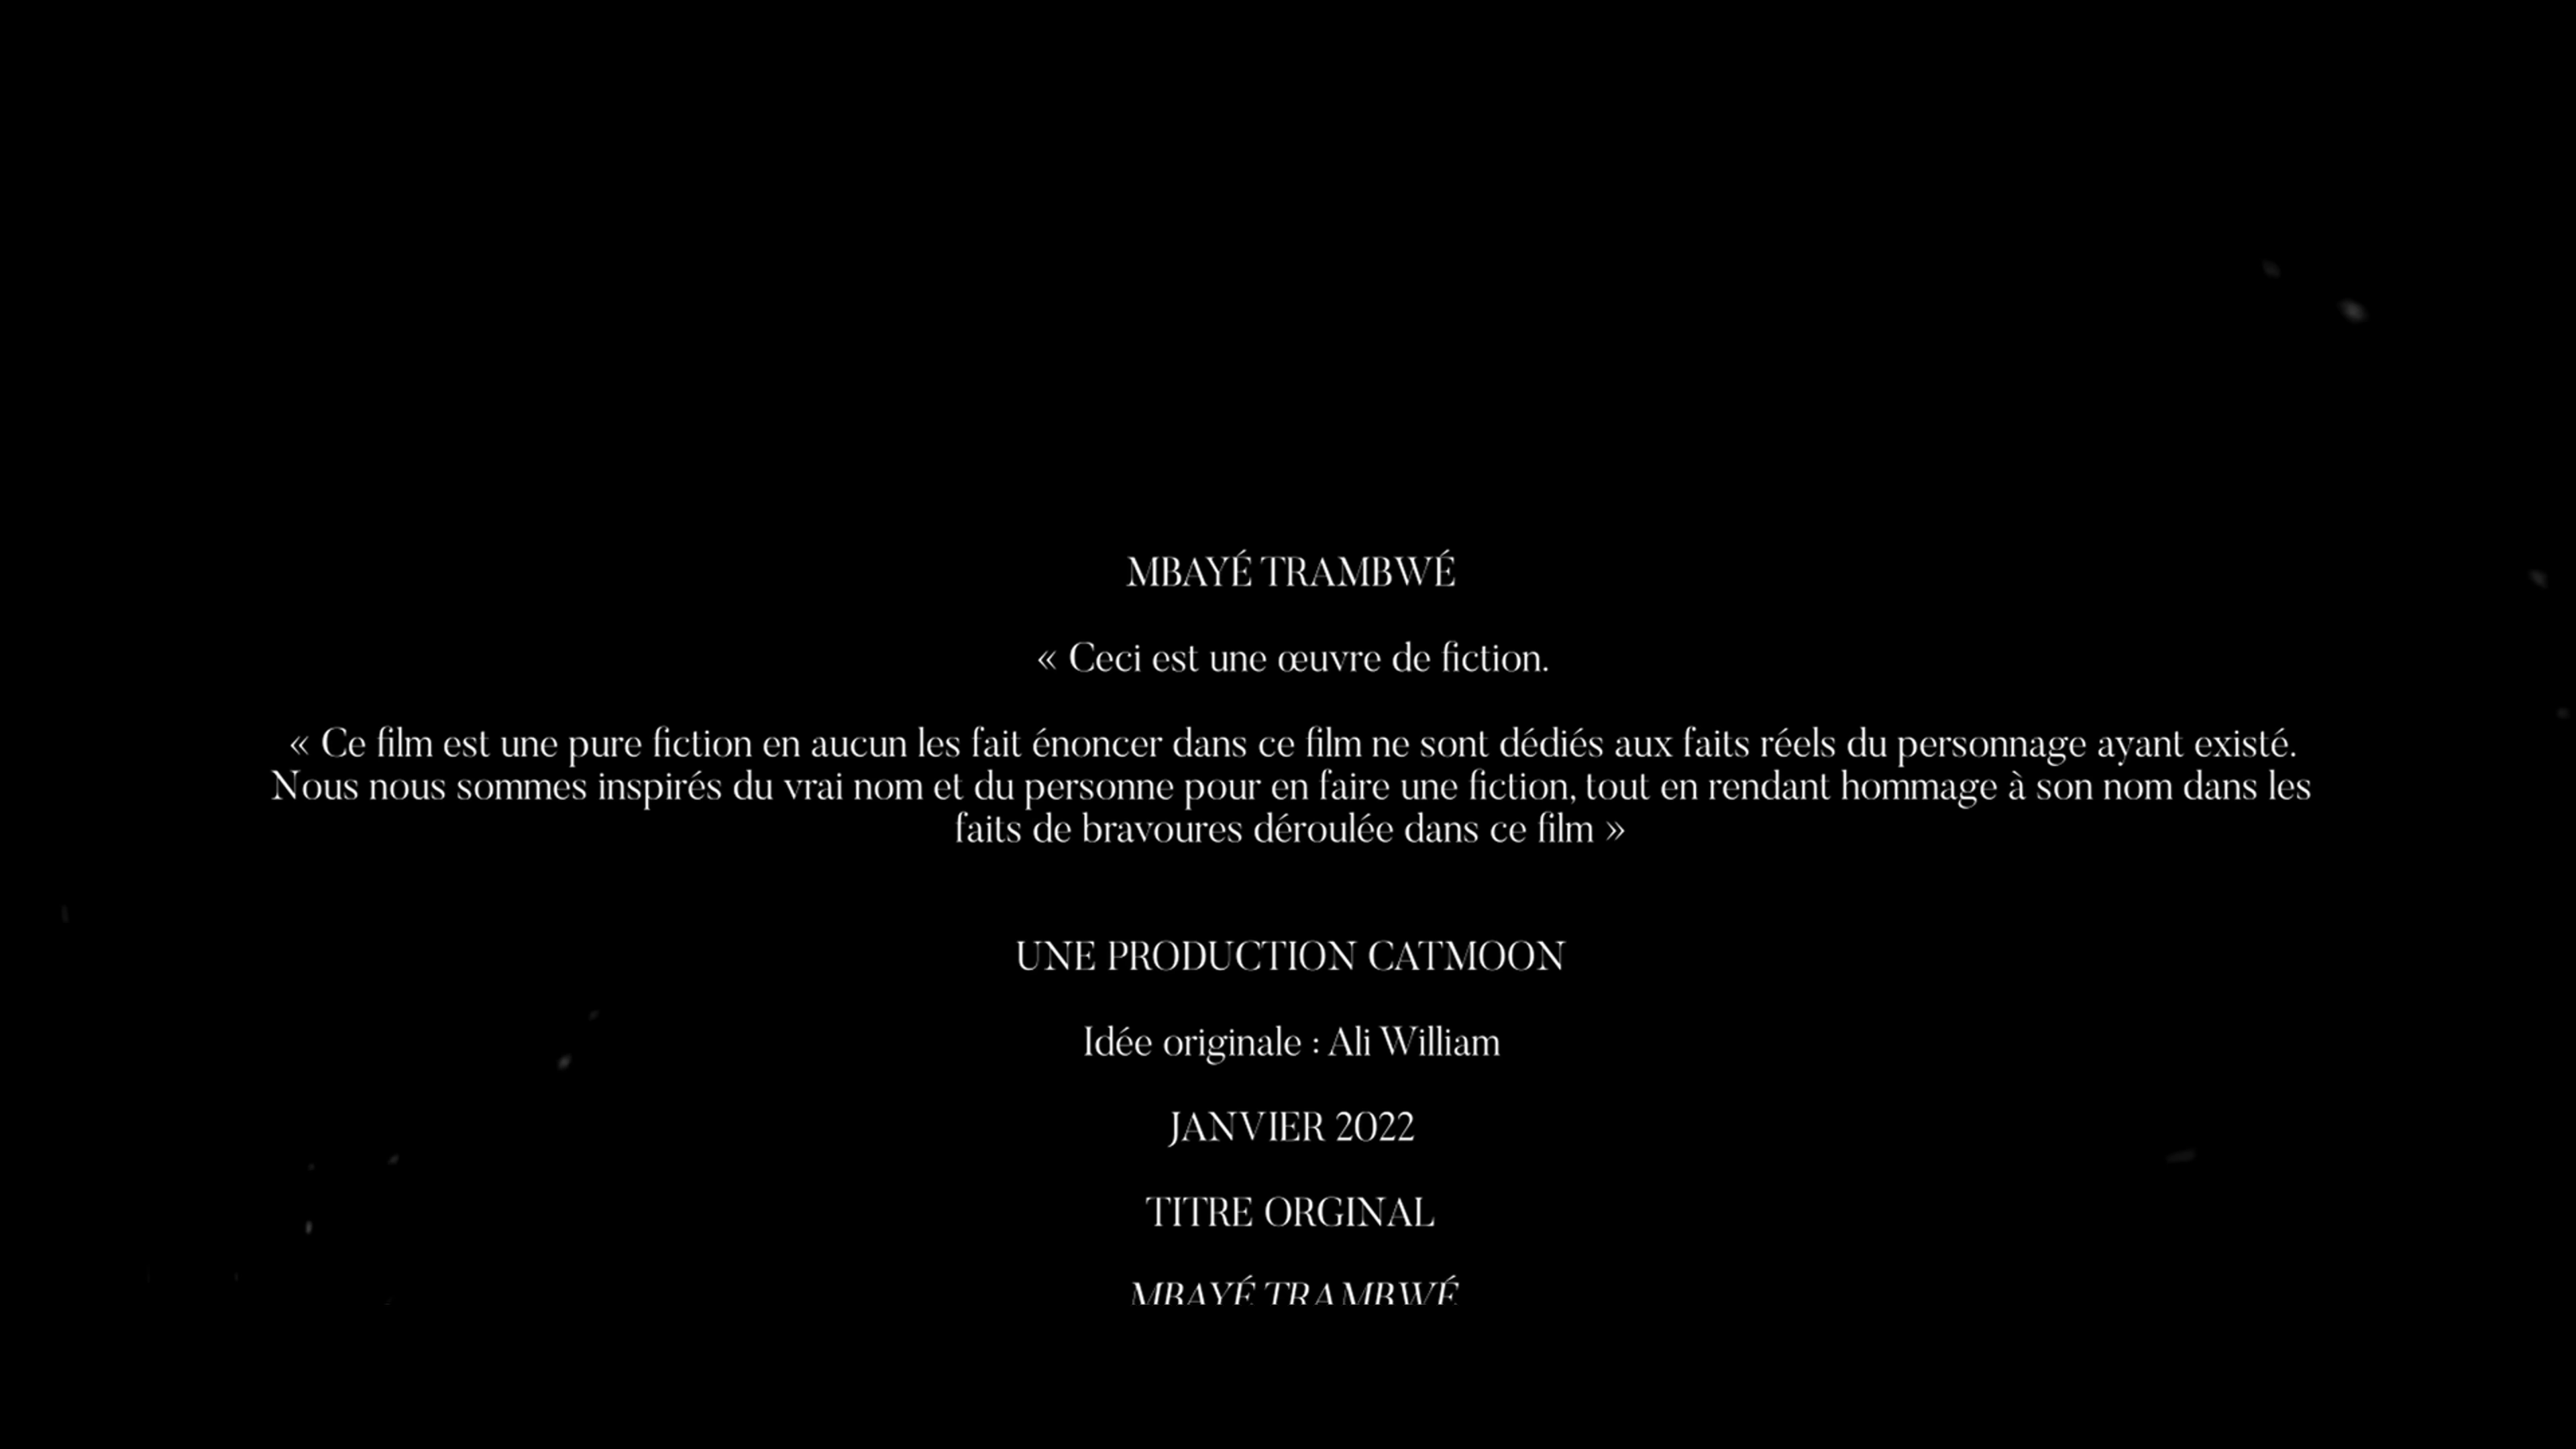 MBAYÉ TRAMBWÉ
« Ceci est une œuvre de fiction.
« Ce film est une pure fiction en aucun les fait énoncer dans ce film ne sont dédiés aux faits réels du personnage ayant existé.
Nous nous sommes inspirés du vrai nom et du personne pour en faire une fiction, tout en rendant hommage à son nom dans les
faits de bravoures déroulée dans ce film »
UNE PRODUCTION CATMOON
Idée originale : Ali William
JANVIER 2022
TITRE ORGINAL
MBAYÉ TRAMBWÉ